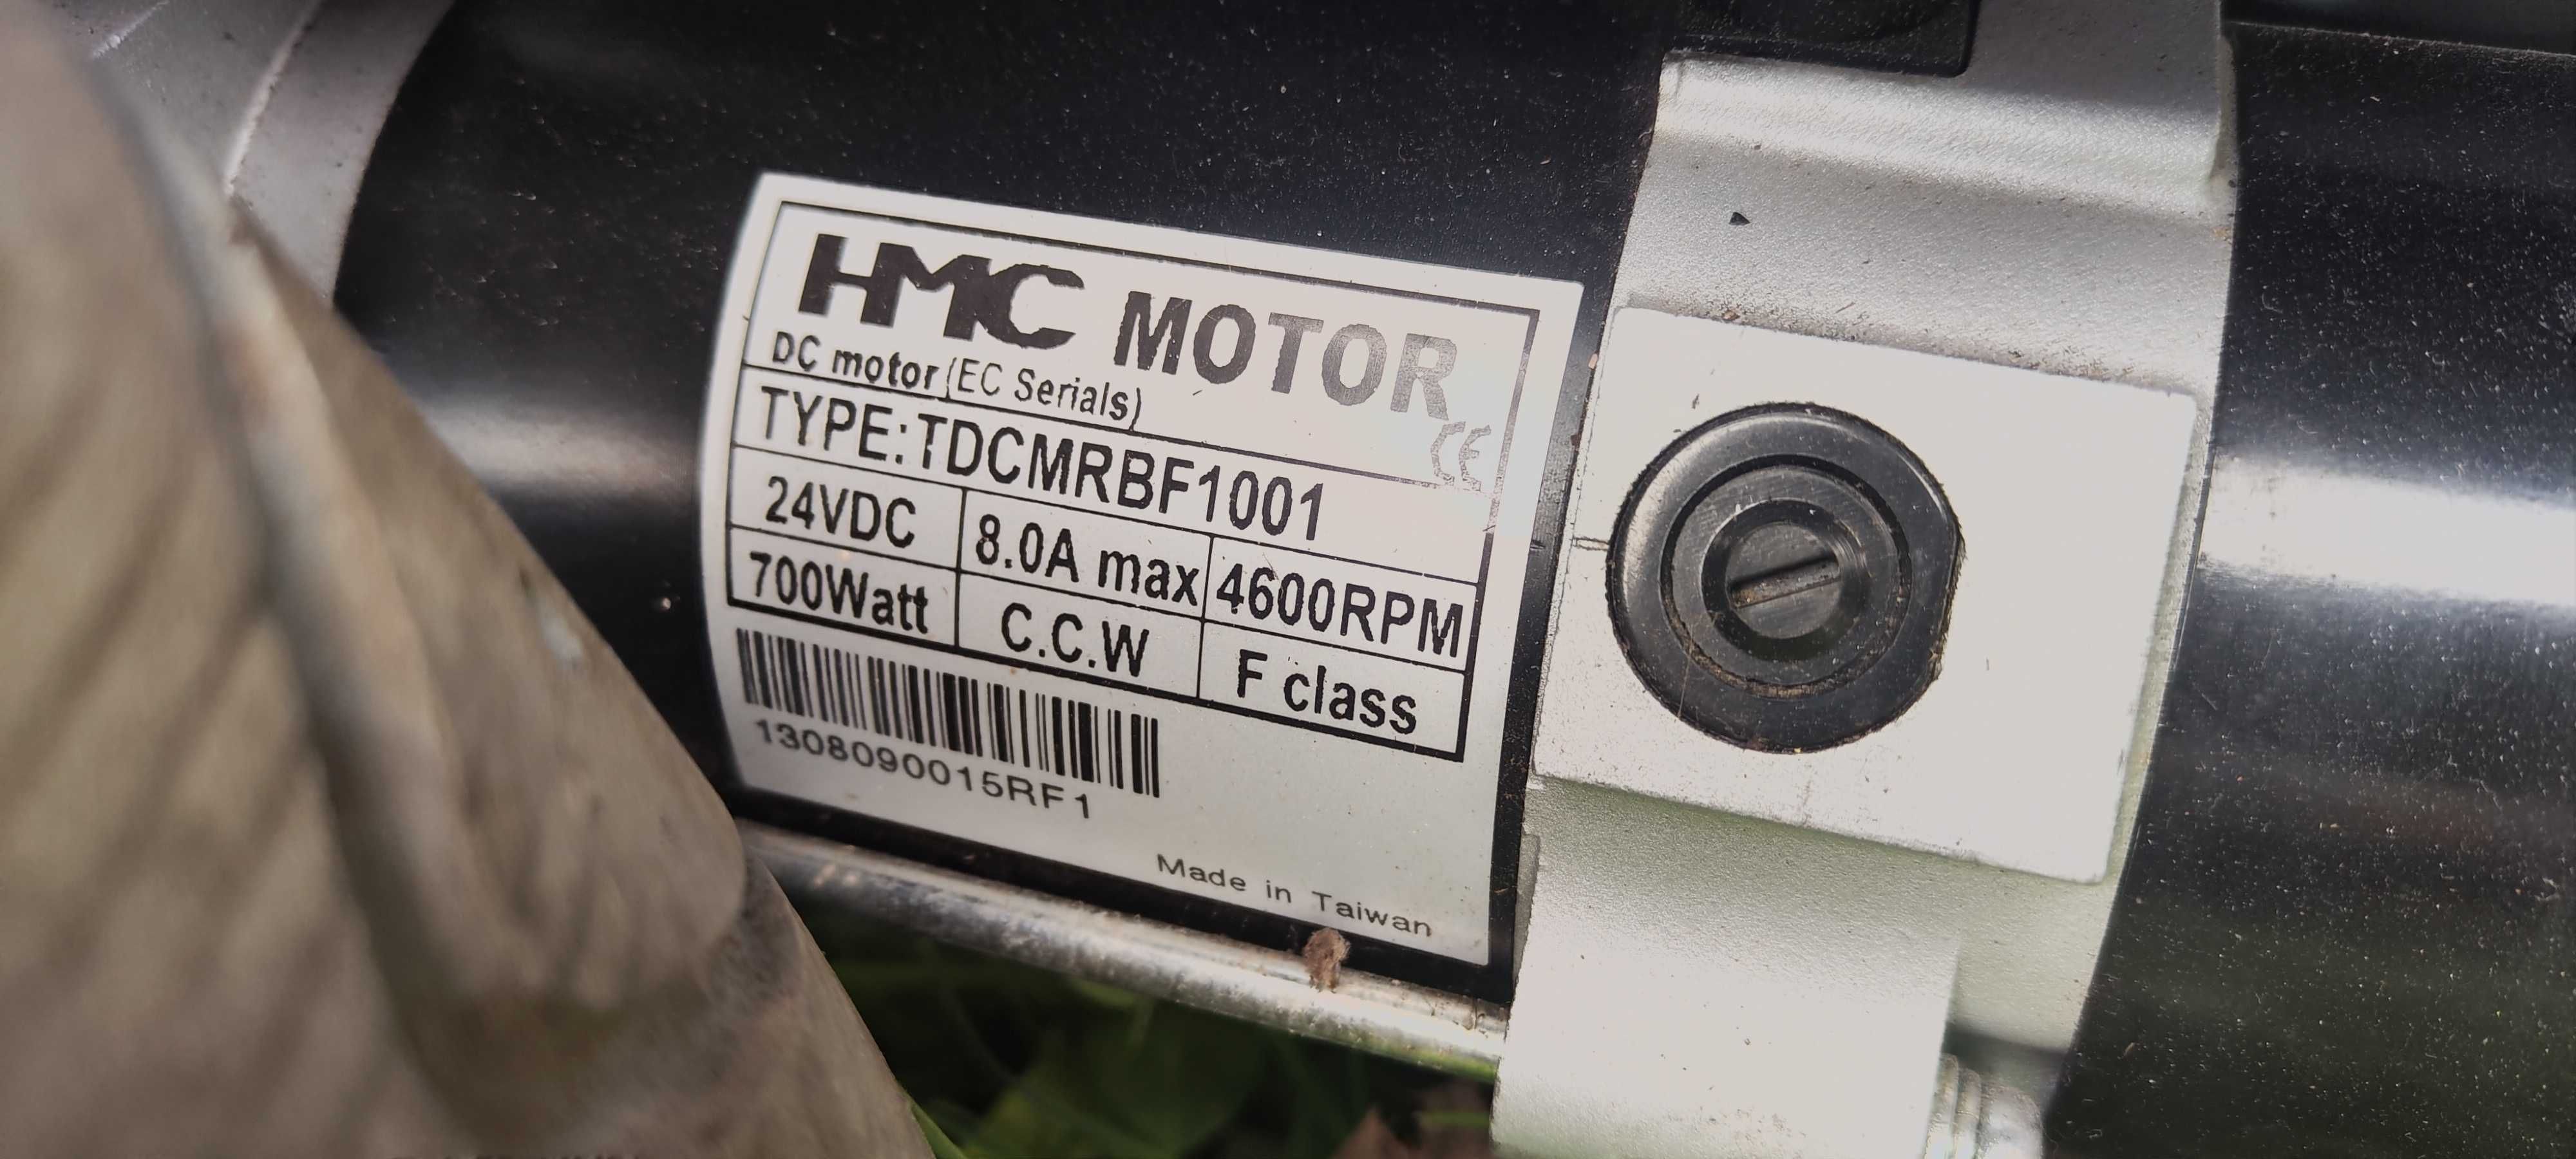 HMC MOTOR
DC motor (EC Serials)
CE
TYPE:TDCMRBF1001
24VDC 8.0A max 4600RPM
700Watt C.C.W F class
1308090015RF1
Made in Taiwan